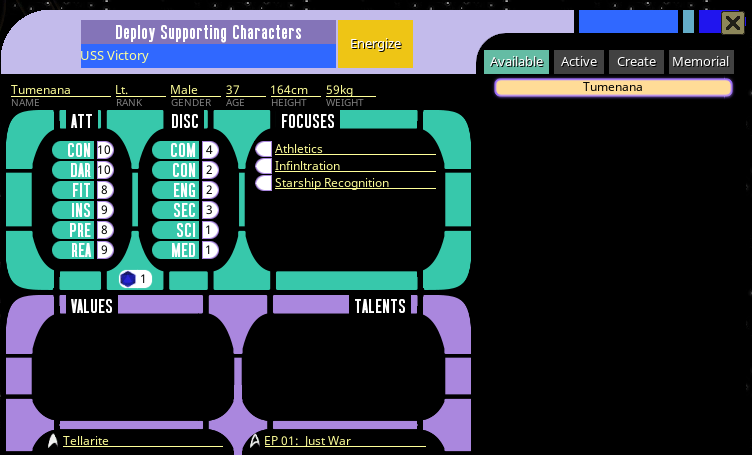 Deploy Supporting Characters
USS Victory
Energize
Available Active Create Memorial
Tumenana
Tumenana Lt. Male 37 164cm 59kg
NAME RANK GENDER AGE HEIGHT WEIGHT
ATT DISC FOCUSES
CON 10 COM 4 Athletics
DAR 10 CON 2 Infinltration
FIT 8 ENG 2 Starship Recognition
INS 9 SEC 3
PRE 8 SCI 1
REA 9 MED 1
1
VALUES TALENTS
Tellarite EP 01: Just War